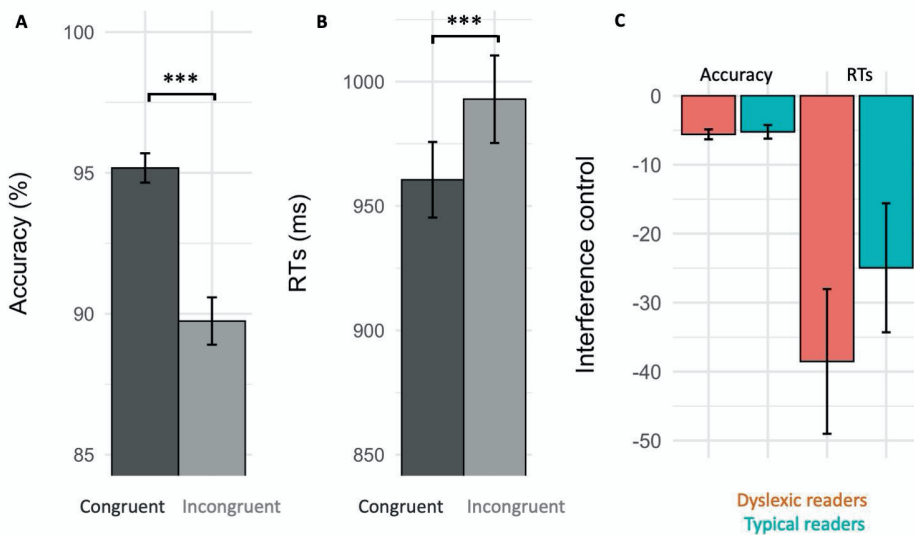 A
Accuracy (%)
100
95
90
85
***
Congruent Incongruent
B
RTs (ms)
1000
950
900
850
***
Congruent Incongruent
C
Interference control
Accuracy RTs
0
-10
-20
-30
-40
-50
Dyslexic readers
Typical readers